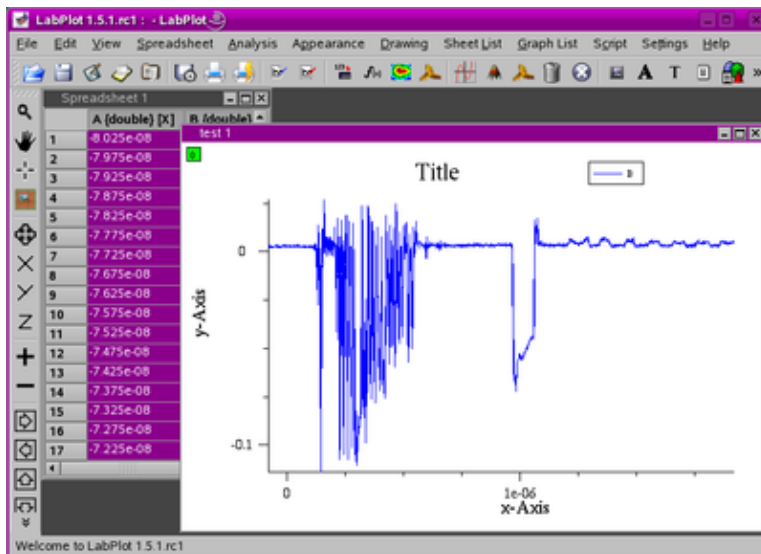 LabPlot 1.5.1.rc1 : - LabPlot
File Edit View Spreadsheet Analysis Appearance Drawing Sheet List Graph List Script Settings Help
Spreadsheet 1
A {double} [X] B {double}
1 -8.025e-08
2 -7.975e-08
3 -7.925e-08
4 -7.875e-08
5 -7.825e-08
6 -7.775e-08
7 -7.725e-08
8 -7.675e-08
9 -7.625e-08
10 -7.575e-08
11 -7.525e-08
12 -7.475e-08
13 -7.425e-08
14 -7.375e-08
15 -7.325e-08
16 -7.275e-08
17 -7.225e-08
test 1
Title
0
y-Axis
-0.1
0 1e-06
x-Axis
Welcome to LabPlot 1.5.1.rc1